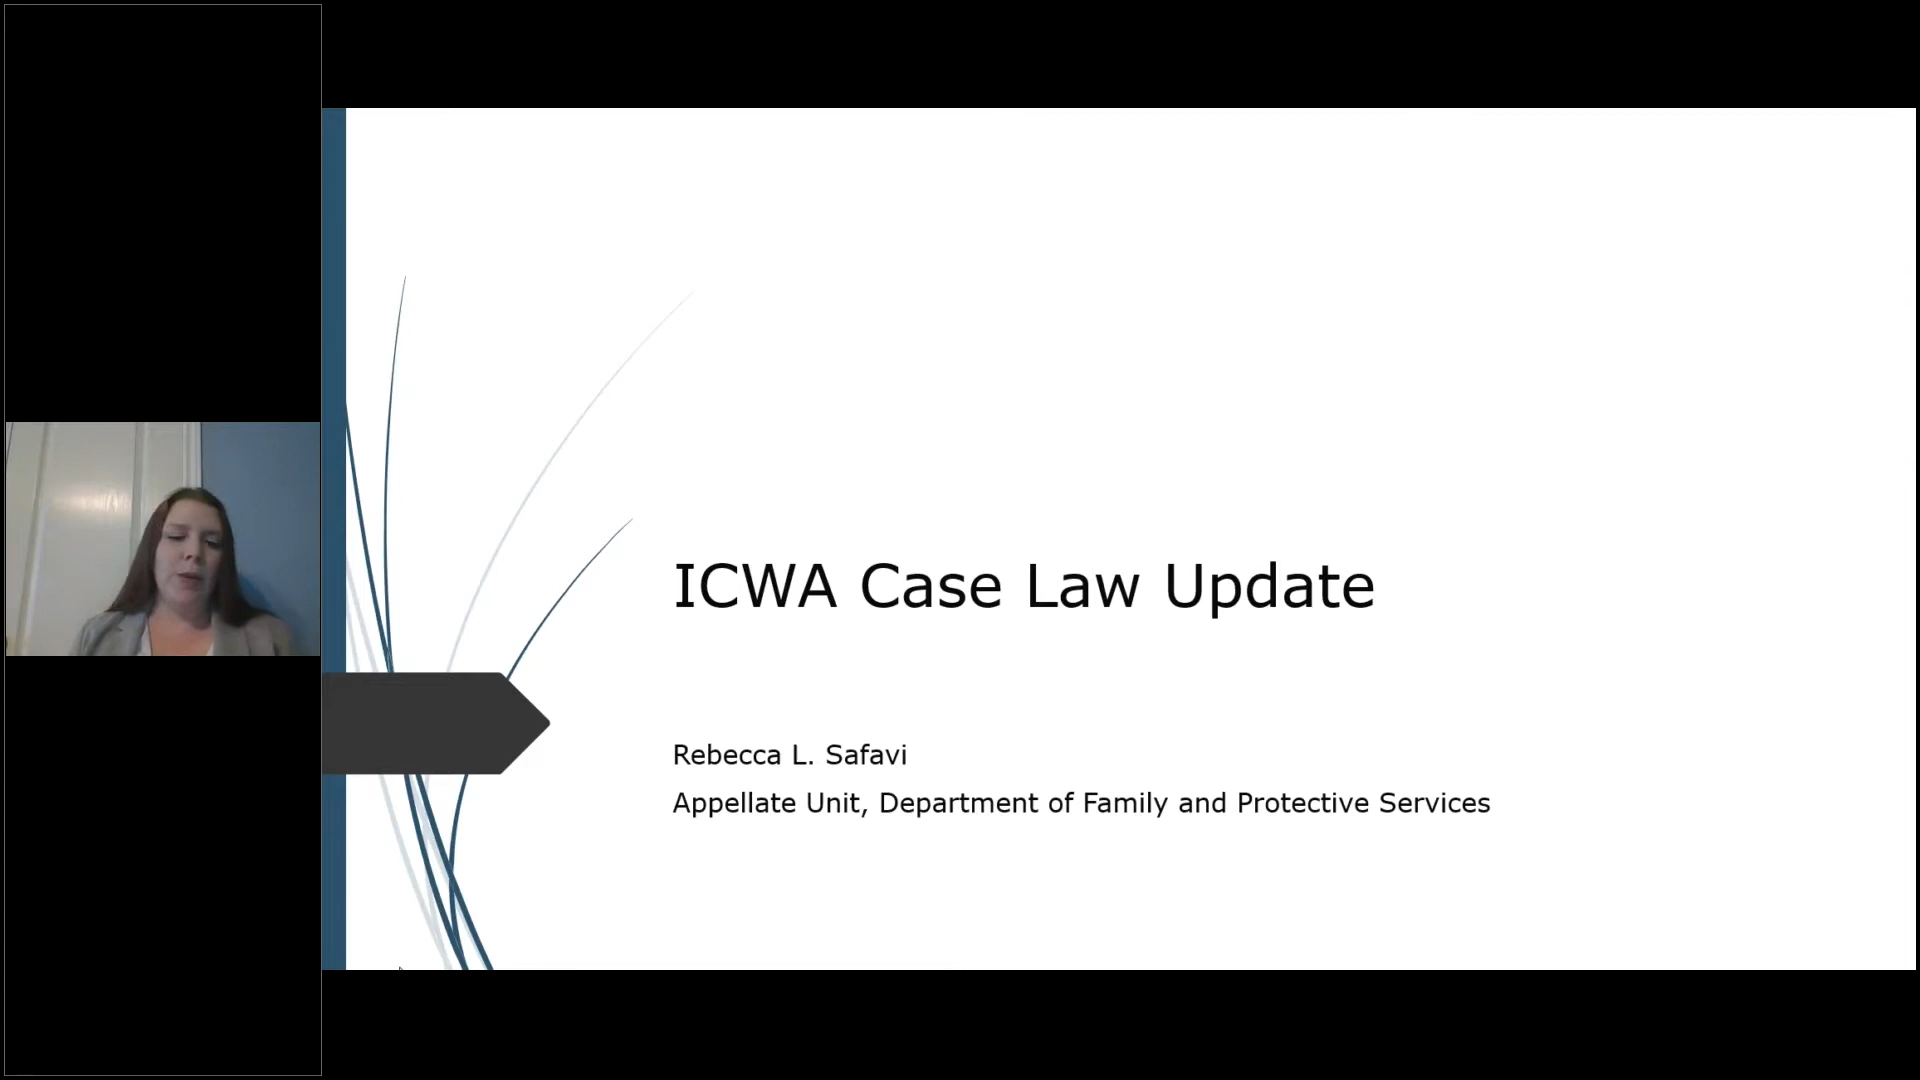 ICWA Case Law Update
Rebecca L. Safavi
Appellate Unit, Department of Family and Protective Services